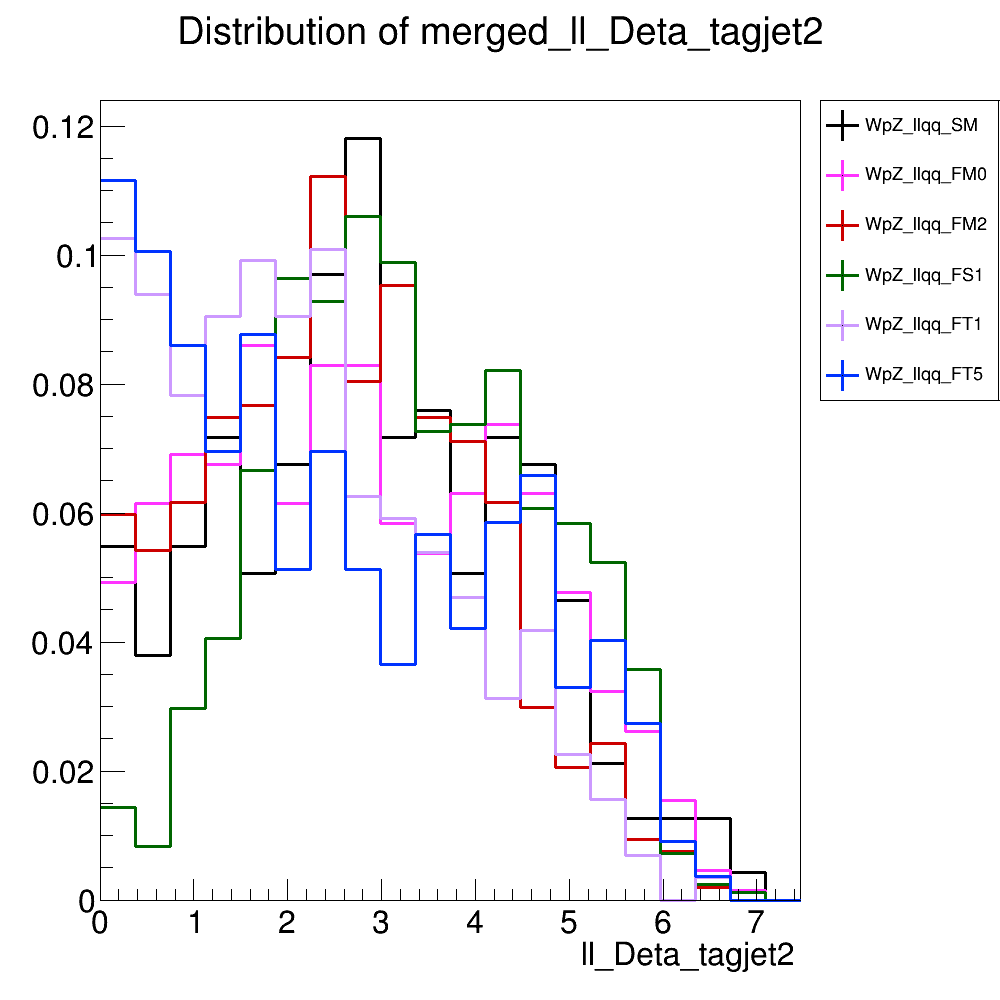 Distribution of merged_ll_Deta_tagjet2
0.12
0.1
0.08
0.06
0.04
0.02
0
0 1 2 3 4 5 6 7
ll_Deta_tagjet2
WpZ_llqq_SM
WpZ_llqq_FM0
WpZ_llqq_FM2
WpZ_llqq_FS1
WpZ_llqq_FT1
WpZ_llqq_FT5